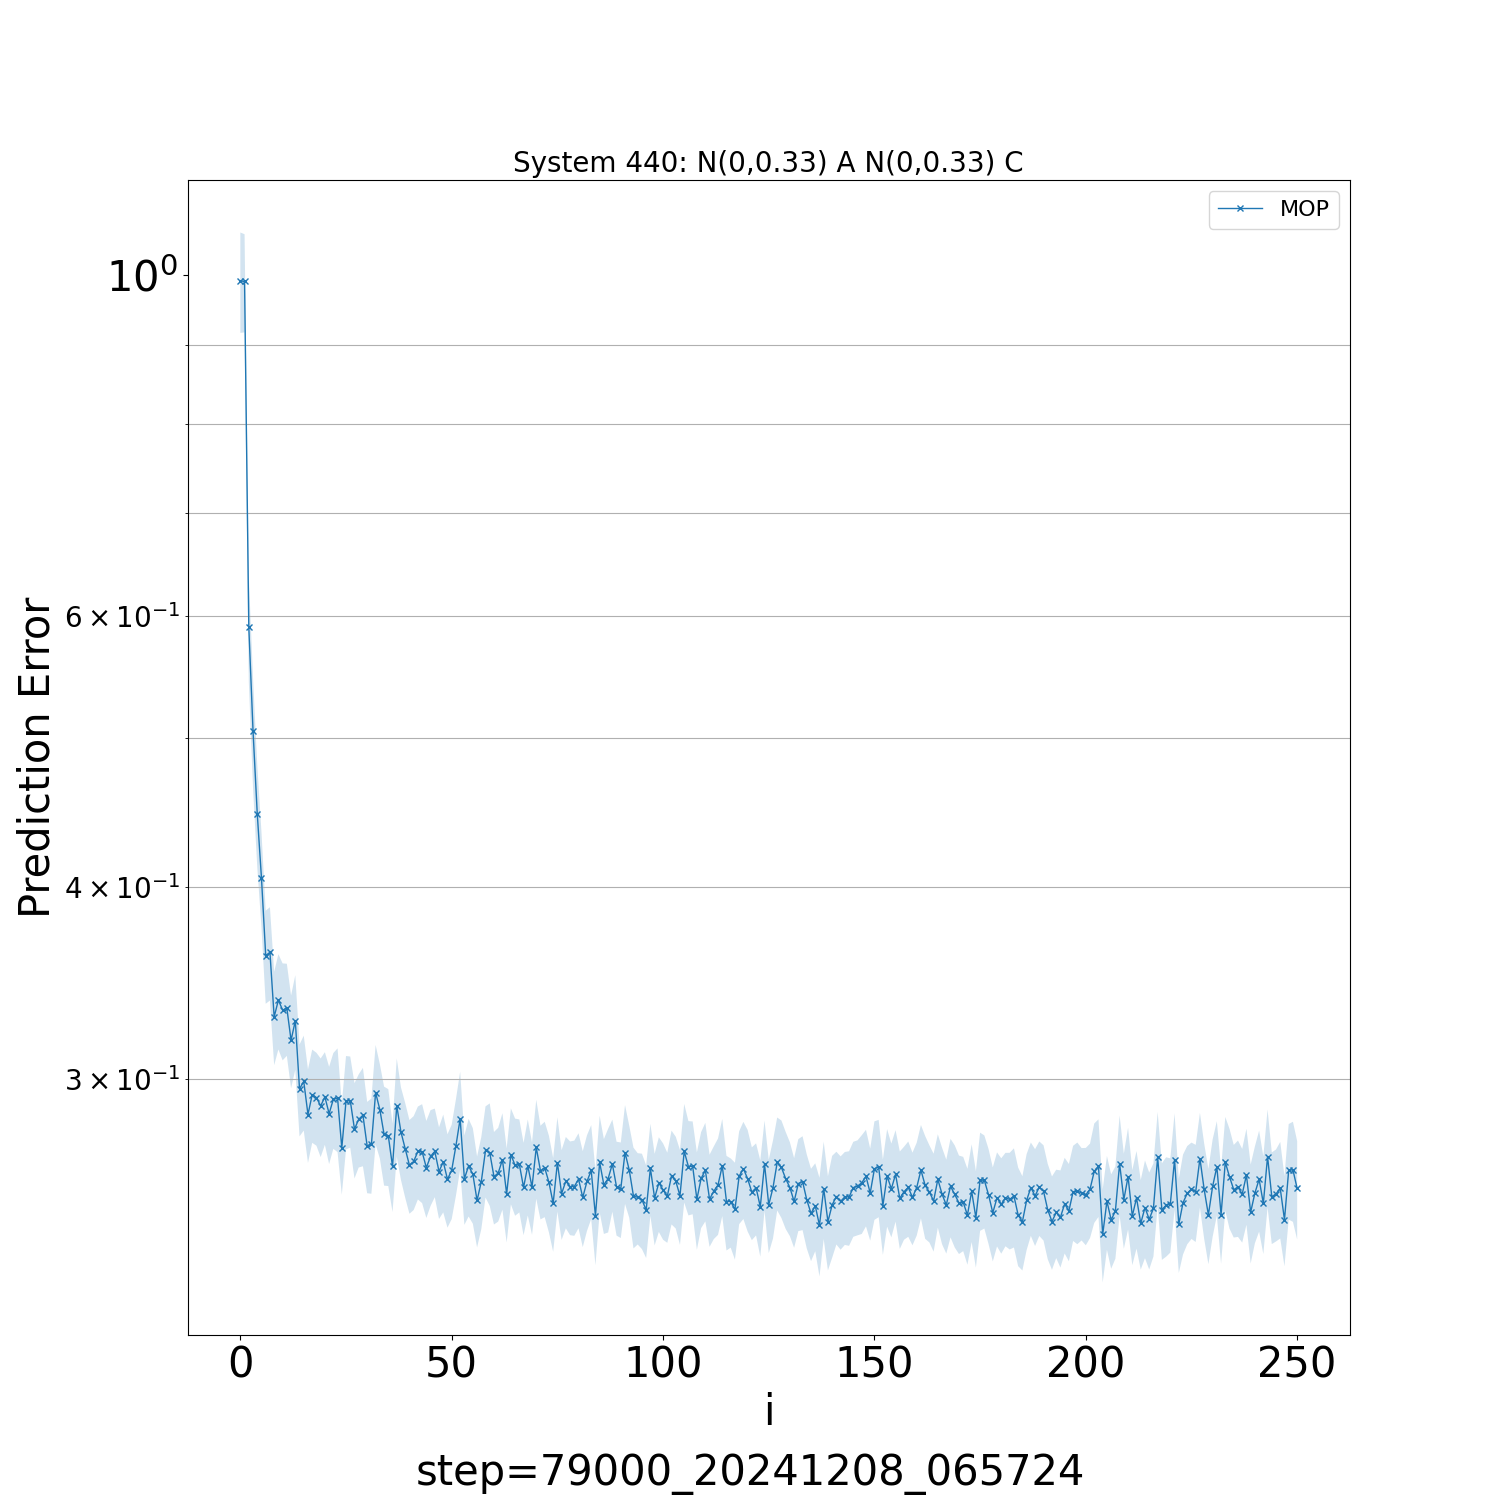 System 440: N(0,0.33) A N(0,0.33) C
MOP
10⁰
6 × 10⁻¹
4 × 10⁻¹
3 × 10⁻¹
Prediction Error
0 50 100 150 200 250
i
step=79000_20241208_065724